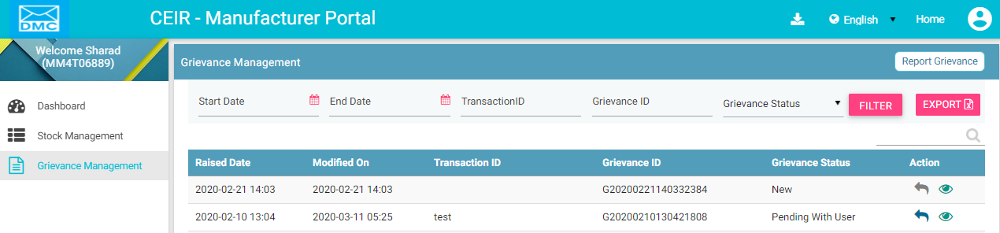 DMC
CEIR - Manufacturer Portal
English
Home
Welcome Sharad
(MM4T06889)
Dashboard
Stock Management
Grievance Management
Grievance Management
Report Grievance
Start Date End Date TransactionID Grievance ID Grievance Status FILTER EXPORT
Raised Date Modified On Transaction ID Grievance ID Grievance Status Action
2020-02-21 14:03 2020-02-21 14:03 G20200221140332384 New
2020-02-10 13:04 2020-03-11 05:25 test G20200210130421808 Pending With User